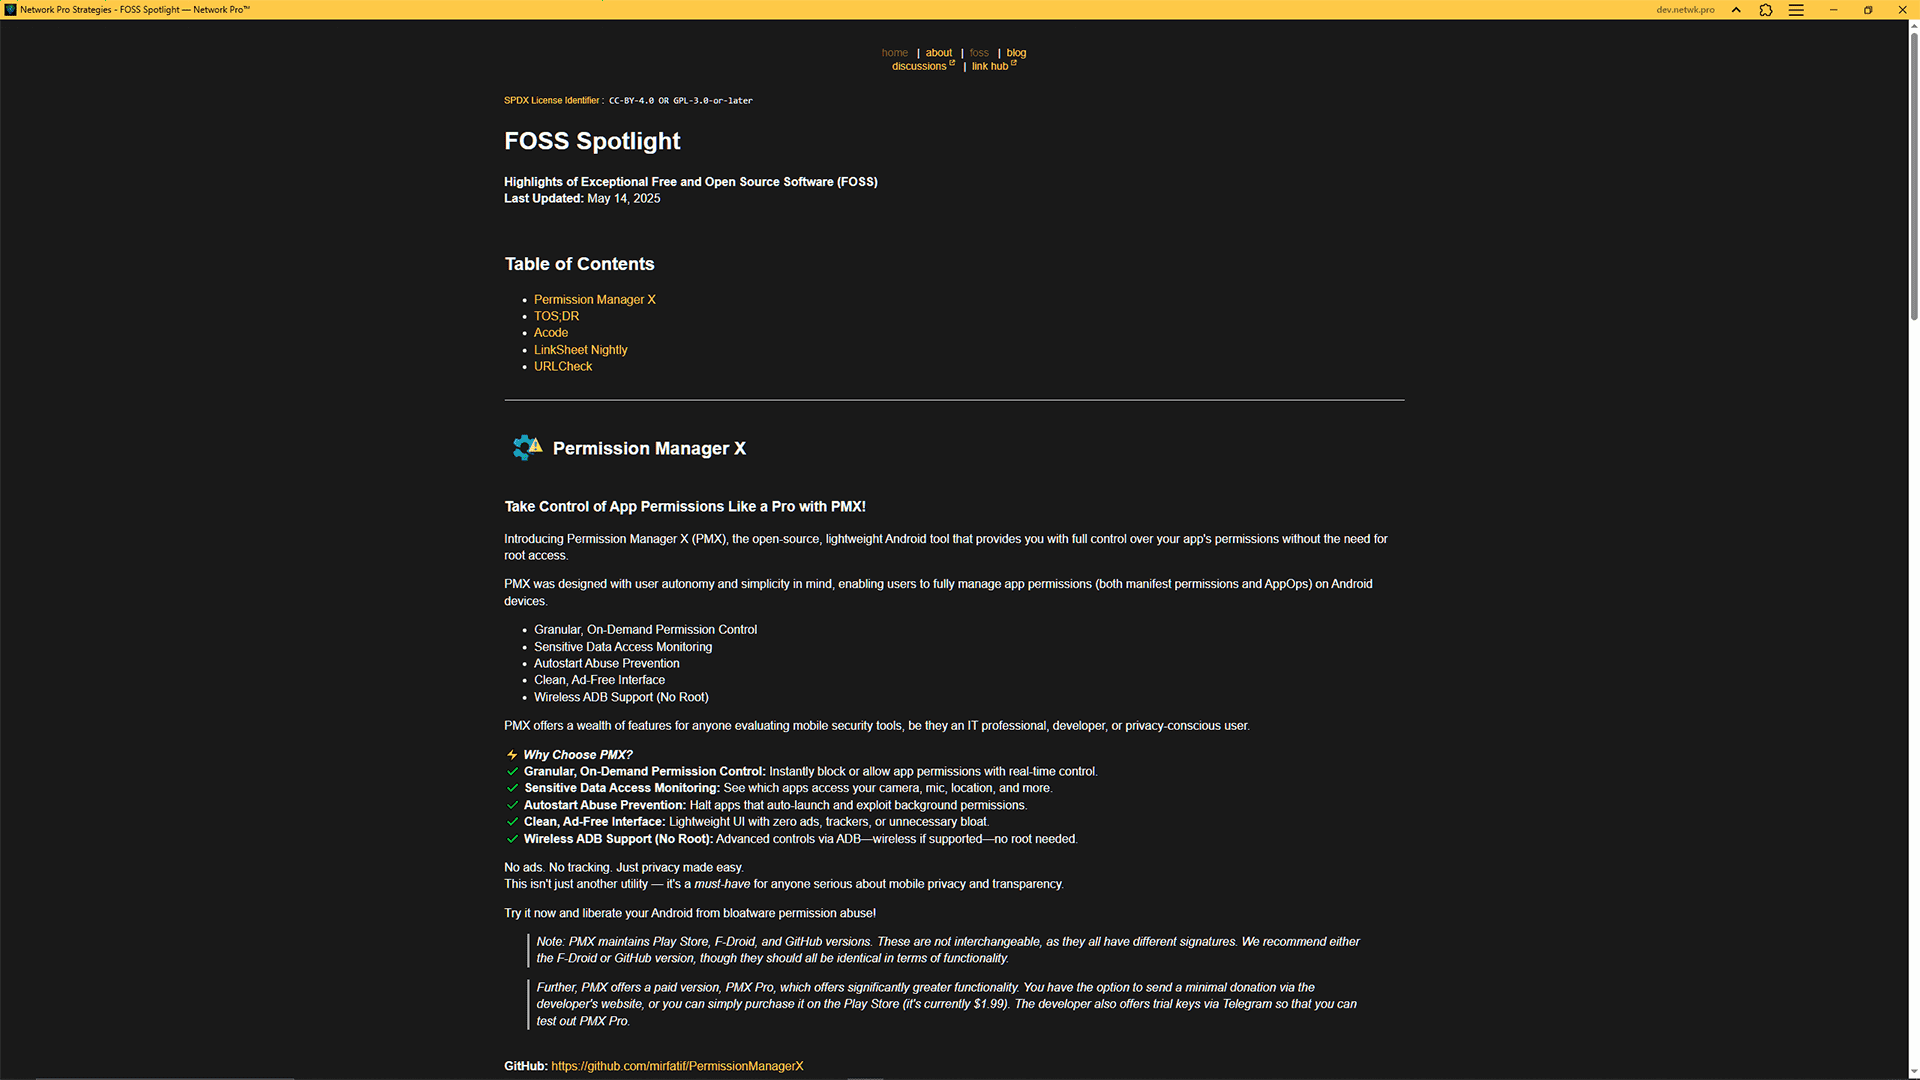 Network Pro Strategies - FOSS Spotlight — Network Pro™
dev.netwk.pro
home | about | foss | blog
discussions | link hub
SPDX License Identifier : CC-BY-4.0 OR GPL-3.0-or-later
FOSS Spotlight
Highlights of Exceptional Free and Open Source Software (FOSS)
Last Updated: May 14, 2025
Table of Contents
• Permission Manager X
• TOS;DR
• Acode
• LinkSheet Nightly
• URLCheck
Permission Manager X
Take Control of App Permissions Like a Pro with PMX!
Introducing Permission Manager X (PMX), the open-source, lightweight Android tool that provides you with full control over your app's permissions without the need for
root access.
PMX was designed with user autonomy and simplicity in mind, enabling users to fully manage app permissions (both manifest permissions and AppOps) on Android
devices.
• Granular, On-Demand Permission Control
• Sensitive Data Access Monitoring
• Autostart Abuse Prevention
• Clean, Ad-Free Interface
• Wireless ADB Support (No Root)
PMX offers a wealth of features for anyone evaluating mobile security tools, be they an IT professional, developer, or privacy-conscious user.
⚡ Why Choose PMX?
✓ Granular, On-Demand Permission Control: Instantly block or allow app permissions with real-time control.
✓ Sensitive Data Access Monitoring: See which apps access your camera, mic, location, and more.
✓ Autostart Abuse Prevention: Halt apps that auto-launch and exploit background permissions.
✓ Clean, Ad-Free Interface: Lightweight UI with zero ads, trackers, or unnecessary bloat.
✓ Wireless ADB Support (No Root): Advanced controls via ADB—wireless if supported—no root needed.
No ads. No tracking. Just privacy made easy.
This isn't just another utility — it's a must-have for anyone serious about mobile privacy and transparency.
Try it now and liberate your Android from bloatware permission abuse!
Note: PMX maintains Play Store, F-Droid, and GitHub versions. These are not interchangeable, as they all have different signatures. We recommend either
the F-Droid or GitHub version, though they should all be identical in terms of functionality.
Further, PMX offers a paid version, PMX Pro, which offers significantly greater functionality. You have the option to send a minimal donation via the
developer's website, or you can simply purchase it on the Play Store (it's currently $1.99). The developer also offers trial keys via Telegram so that you can
test out PMX Pro.
GitHub: https://github.com/mirfatif/PermissionManagerX